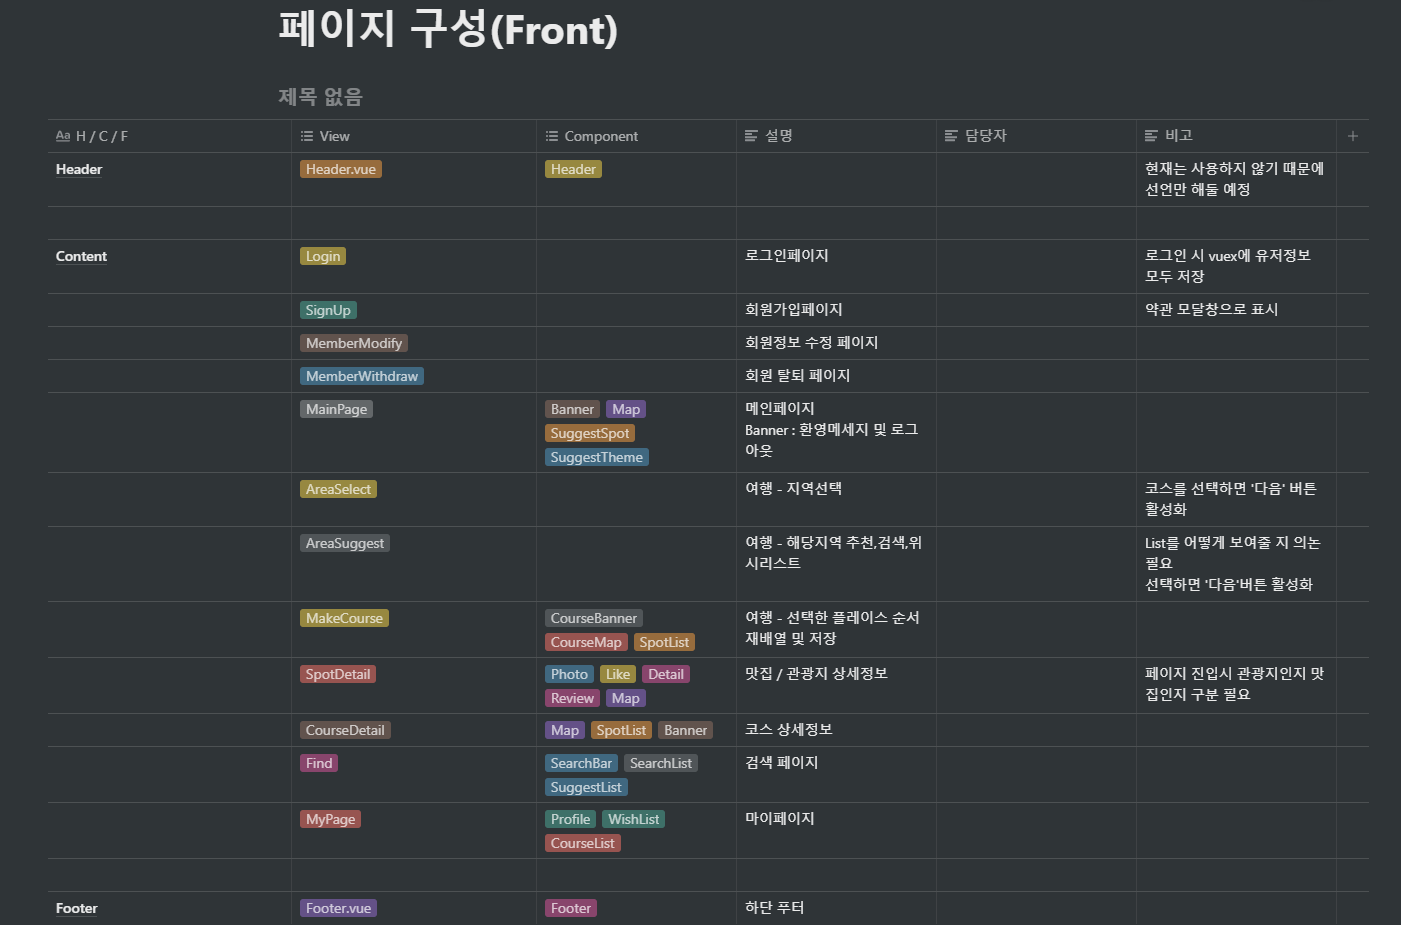 페이지 구성(Front)
제목 없음
Aa H / C / F View Component 설명 담당자 비고
Header Header.vue Header 현재는 사용하지 않기 때문에
선언만 해둘 예정
Content Login 로그인페이지 로그인 시 vuex에 유저정보
모두 저장
SignUp 회원가입페이지 약관 모달창으로 표시
MemberModify 회원정보 수정 페이지
MemberWithdraw 회원 탈퇴 페이지
MainPage Banner Map 메인페이지
SuggestSpot Banner : 환영메세지 및 로그
아웃
SuggestTheme
AreaSelect 여행 - 지역선택 코스를 선택하면 '다음' 버튼
활성화
AreaSuggest 여행 - 해당지역 추천,검색,위 List를 어떻게 보여줄 지 의논
시리스트 필요
선택하면 '다음'버튼 활성화
MakeCourse CourseBanner 여행 - 선택한 플레이스 순서
CourseMap SpotList 재배열 및 저장
SpotDetail Photo Like Detail 맛집 / 관광지 상세정보 페이지 진입시 관광지인지 맛
Review Map 집인지 구분 필요
CourseDetail Map SpotList Banner 코스 상세정보
Find SearchBar SearchList 검색 페이지
SuggestList
MyPage Profile WishList 마이페이지
CourseList
Footer Footer.vue Footer 하단 푸터